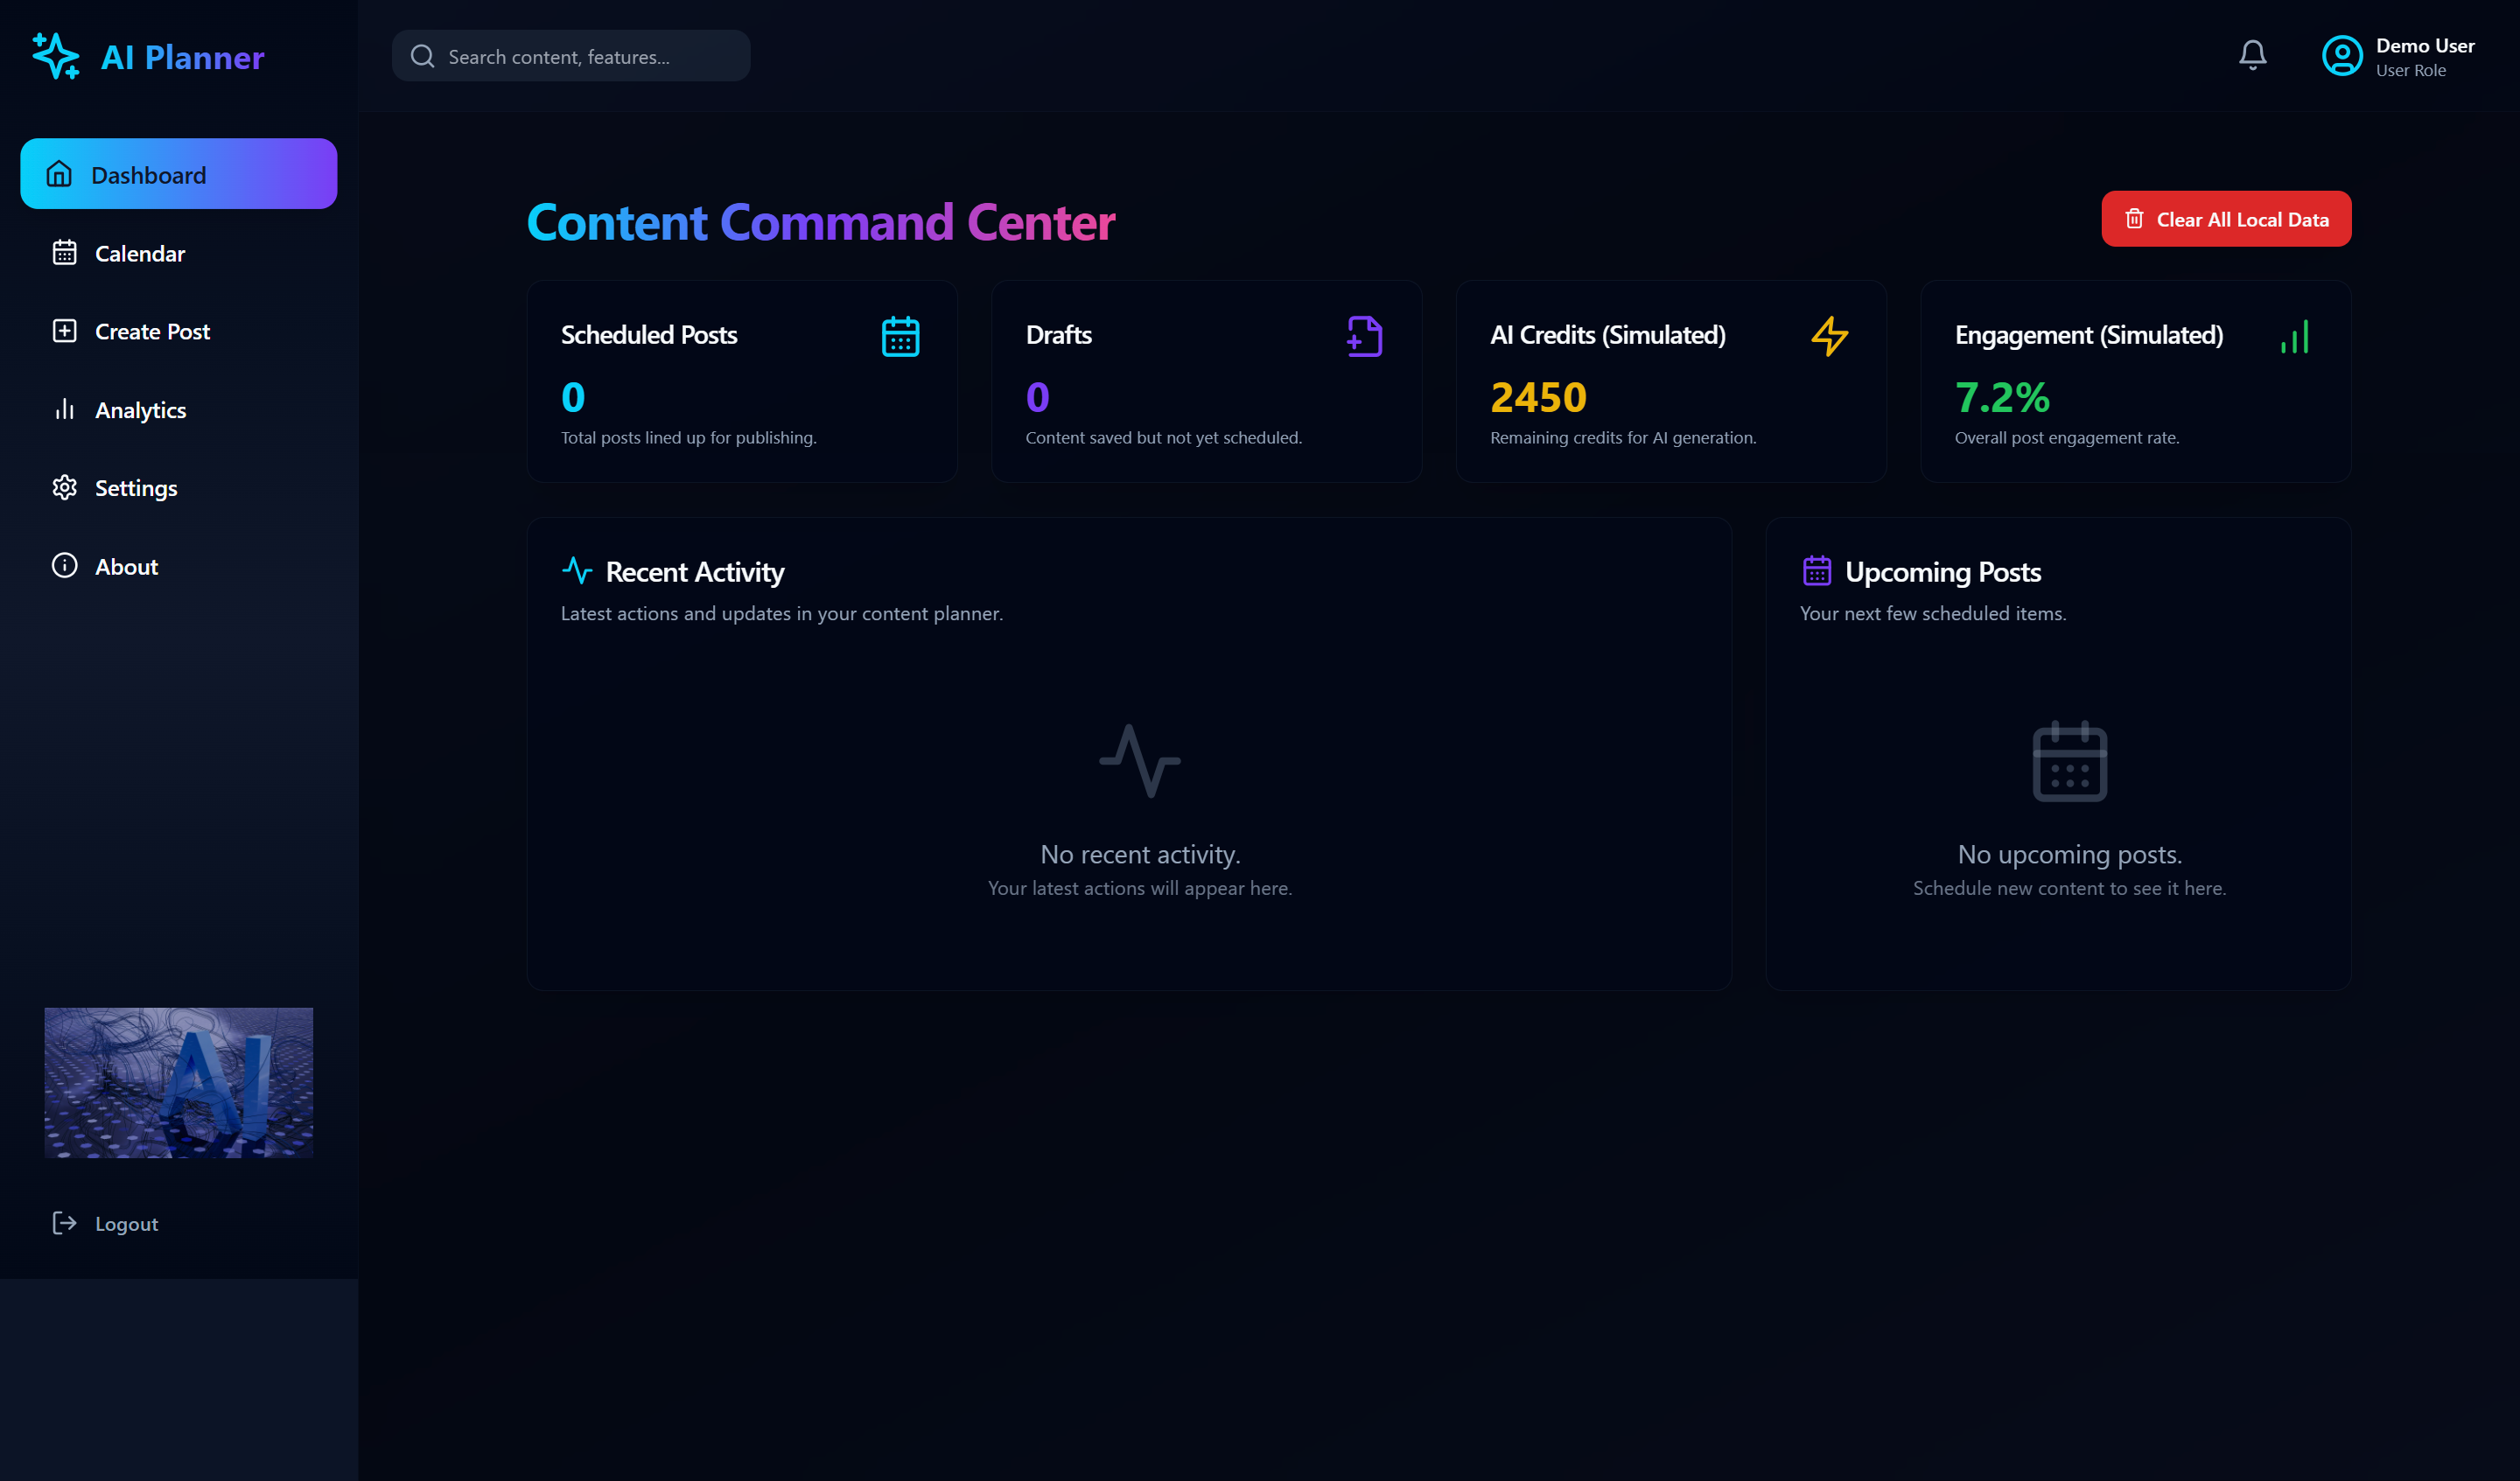 AI Planner
Search content, features...
Demo User
User Role
Dashboard
Calendar
Create Post
Analytics
Settings
About
AI
Logout
Content Command Center
Clear All Local Data
Scheduled Posts
0
Total posts lined up for publishing.
Drafts
0
Content saved but not yet scheduled.
AI Credits (Simulated)
2450
Remaining credits for AI generation.
Engagement (Simulated)
7.2%
Overall post engagement rate.
Recent Activity
Latest actions and updates in your content planner.
No recent activity.
Your latest actions will appear here.
Upcoming Posts
Your next few scheduled items.
No upcoming posts.
Schedule new content to see it here.